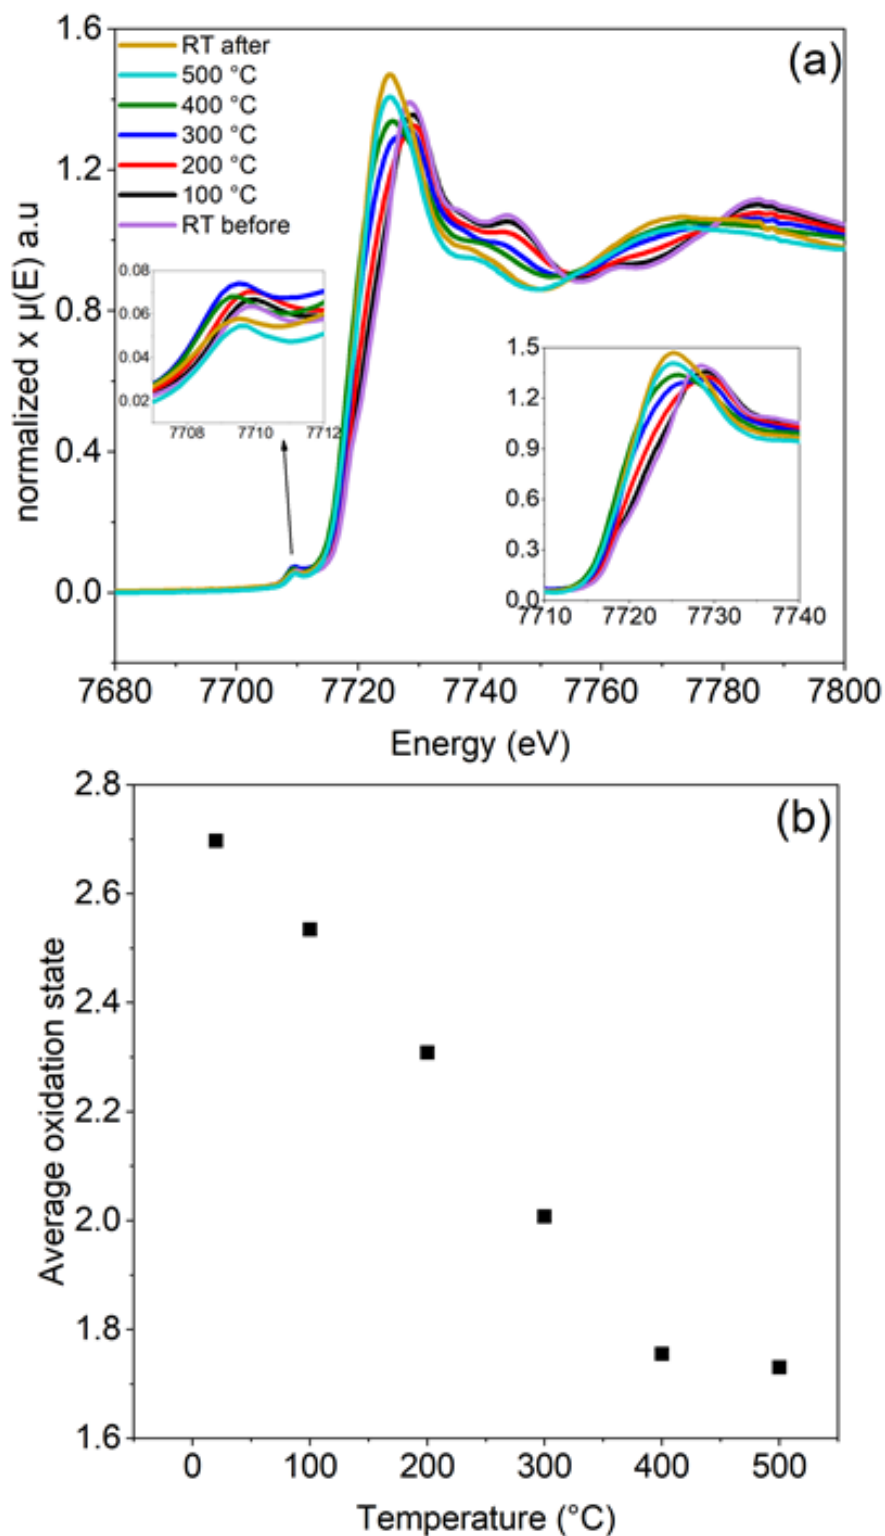 (a)
RT after
500 °C
400 °C
300 °C
200 °C
100 °C
RT before
normalized x μ(E) a.u
1.6
1.2
0.8
0.4
0.0
0.08
0.06
0.04
0.02
7708 7710 7712
1.5
1.2
0.9
0.6
0.3
0.0
7710 7720 7730 7740
7680 7700 7720 7740 7760 7780 7800
Energy (eV)
(b)
Average oxidation state
2.8
2.6
2.4
2.2
2.0
1.8
1.6
0 100 200 300 400 500
Temperature (°C)